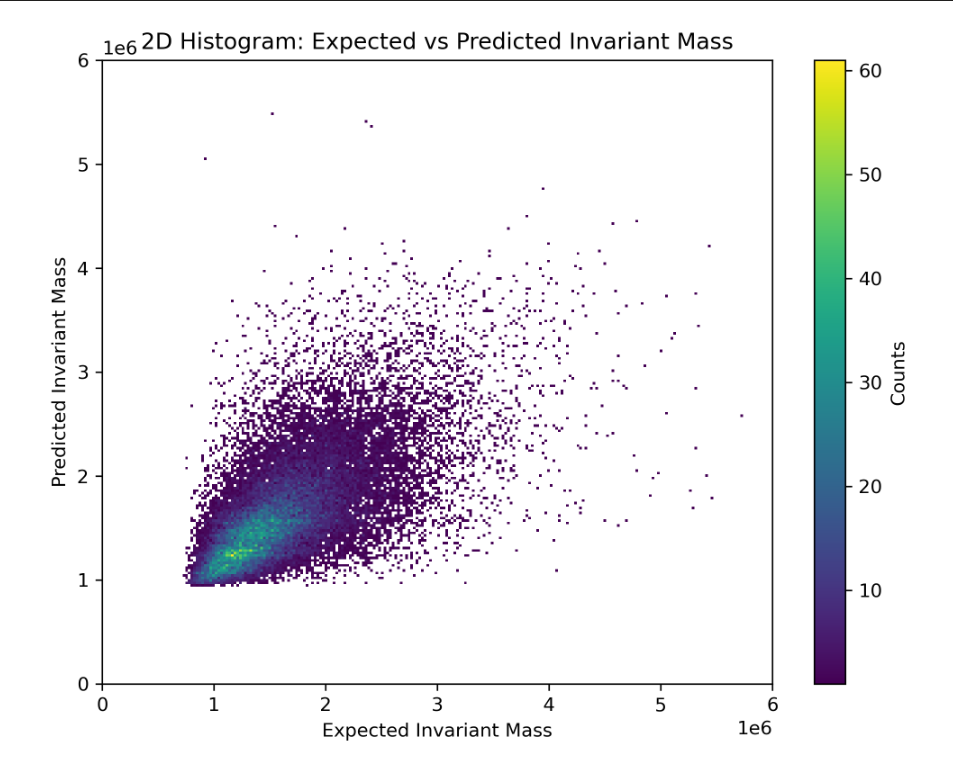 1e6 2D Histogram: Expected vs Predicted Invariant Mass
6
5
4
3
2
1
0
Predicted Invariant Mass
0 1 2 3 4 5 6
Expected Invariant Mass
1e6
60
50
40
30
20
10
Counts